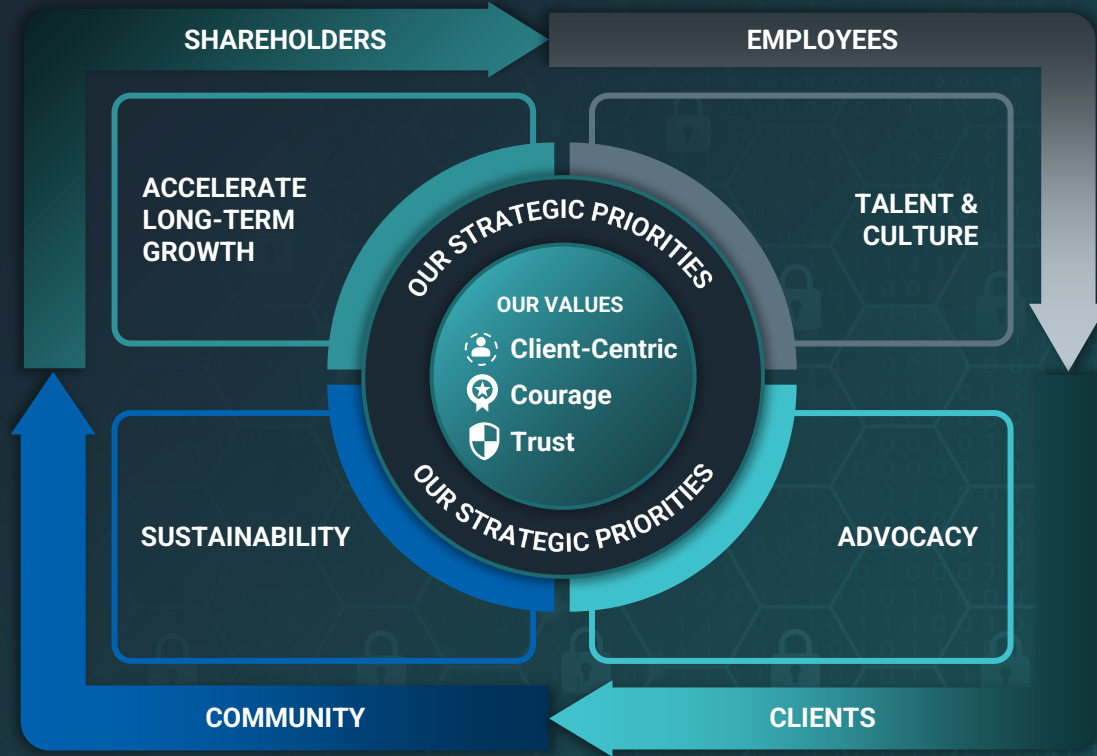 SHAREHOLDERS
EMPLOYEES
ACCELERATE
LONG-TERM
GROWTH
TALENT &
CULTURE
OUR STRATEGIC PRIORITIES
OUR VALUES
Client-Centric
Courage
Trust
OUR STRATEGIC PRIORITIES
SUSTAINABILITY
ADVOCACY
COMMUNITY
CLIENTS